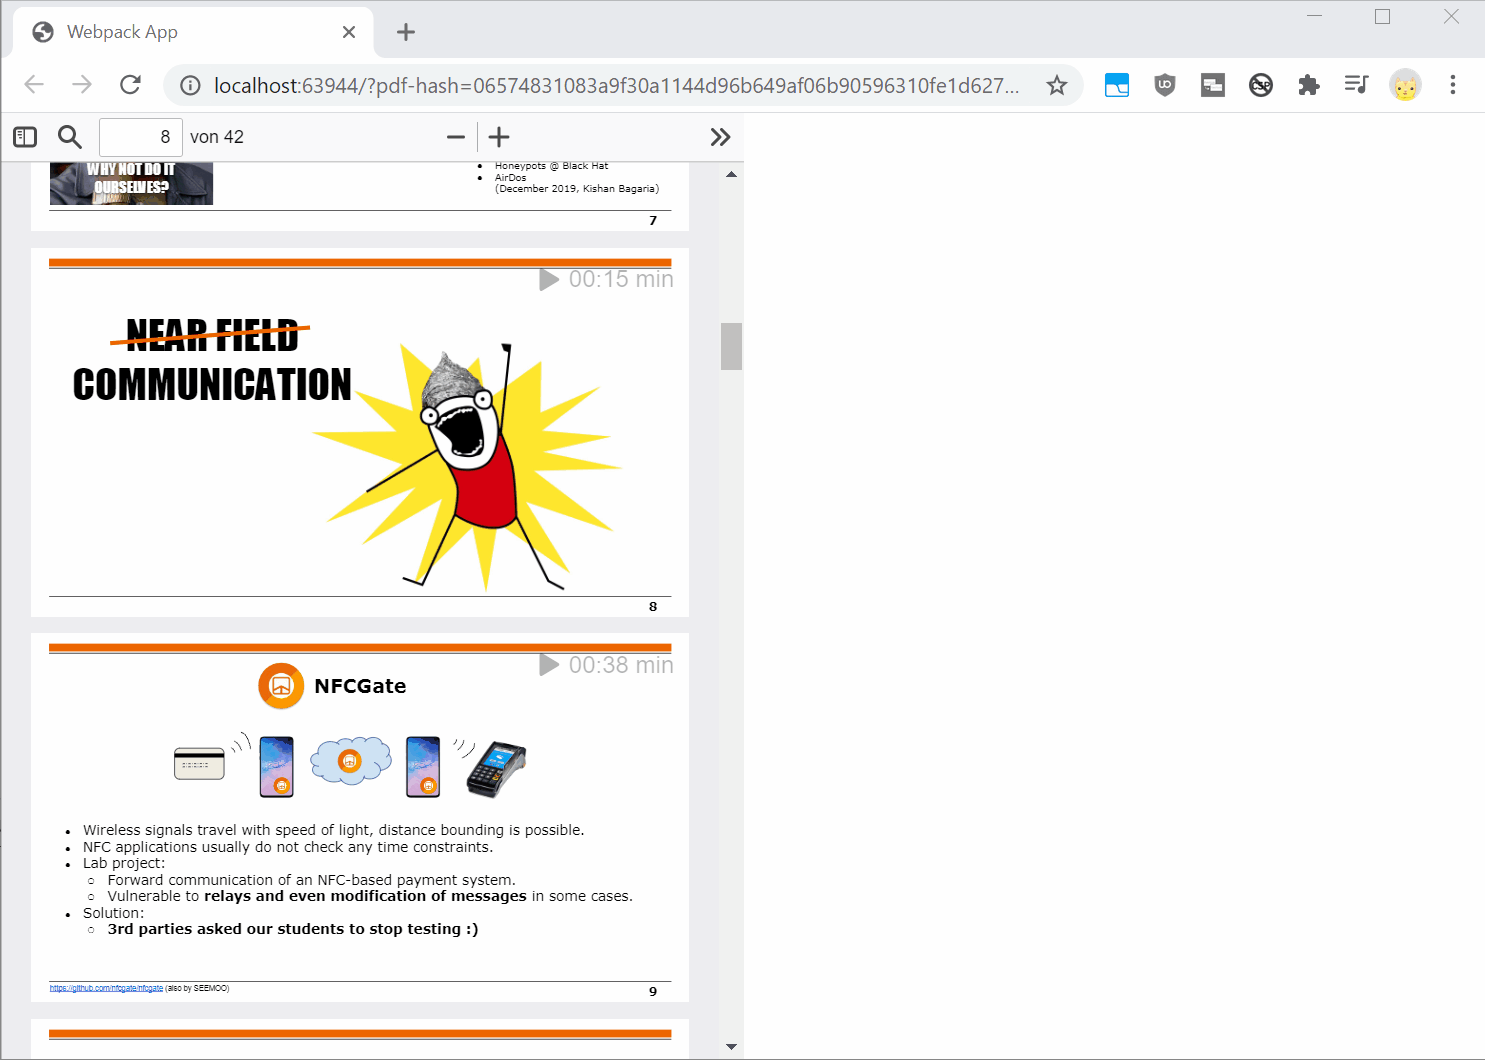 Webpack App
localhost:63944/?pdf-hash=06574831083a9f30a1144d96b649af06b90596310fe1d627...
8 von 42
WHY NOT DO IT
OURSELVES?
Honeypots @ Black Hat
AirDos
(December 2019, Kishan Bagaria)
7
00:15 min
NEAR FIELD
COMMUNICATION
8
00:38 min
NFCGate
Wireless signals travel with speed of light, distance bounding is possible.
NFC applications usually do not check any time constraints.
Lab project:
Forward communication of an NFC-based payment system.
Vulnerable to relays and even modification of messages in some cases.
Solution:
3rd parties asked our students to stop testing :)
https://github.com/nfcgate/nfcgate (also by SEEMOO)
9